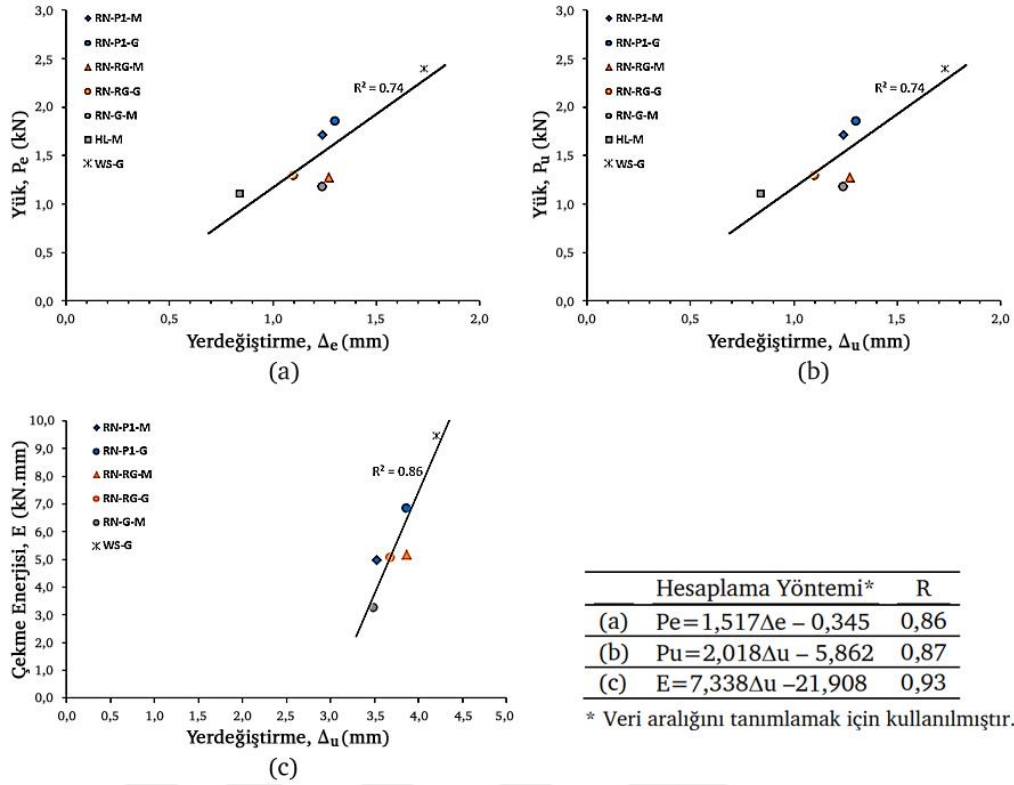 3,0
2,5
2,0
1,5
1,0
0,5
0,0
Yük, Pₑ (kN)
RN-P1-M
RN-P1-G
RN-RG-M
RN-RG-G
RN-G-M
HL-M
WS-G
R² = 0.74
0,0 0,5 1,0 1,5 2,0
Yerdeğiştirme, Δₑ (mm)
(a)
3,0
2,5
2,0
1,5
1,0
0,5
0,0
Yük, Pᵤ (kN)
RN-P1-M
RN-P1-G
RN-RG-M
RN-RG-G
RN-G-M
HL-M
WS-G
R² = 0.74
0,0 0,5 1,0 1,5 2,0
Yerdeğiştirme, Δᵤ (mm)
(b)
10,0
9,0
8,0
7,0
6,0
5,0
4,0
3,0
2,0
1,0
0,0
Çekme Enerjisi, E (kN.mm)
RN-P1-M
RN-P1-G
RN-RG-M
RN-RG-G
RN-G-M
WS-G
R² = 0.86
0,0 0,5 1,0 1,5 2,0 2,5 3,0 3,5 4,0 4,5 5,0
Yerdeğiştirme, Δᵤ (mm)
(c)
Hesaplama Yöntemi* R
(a) Pe=1,517Δe – 0,345 0,86
(b) Pu=2,018Δu – 5,862 0,87
(c) E=7,338Δu –21,908 0,93
* Veri aralığını tanımlamak için kullanılmıştır.